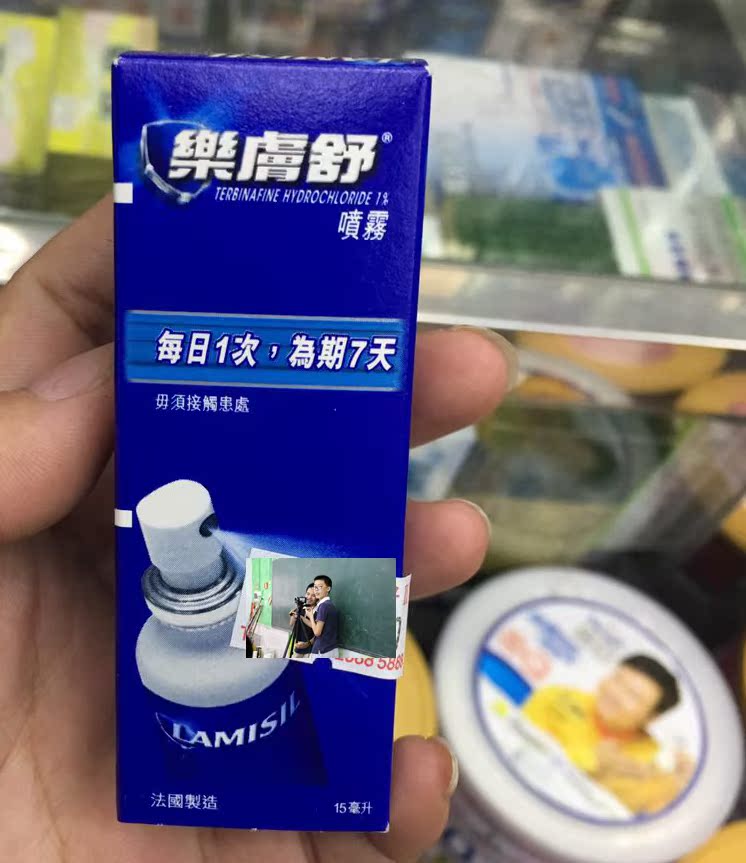 樂膚舒®
TERBINAFINE HYDROCHLORIDE 1%
噴霧
每日1次，為期7天
毋須接觸患處
LAMISIL
法國製造
15毫升